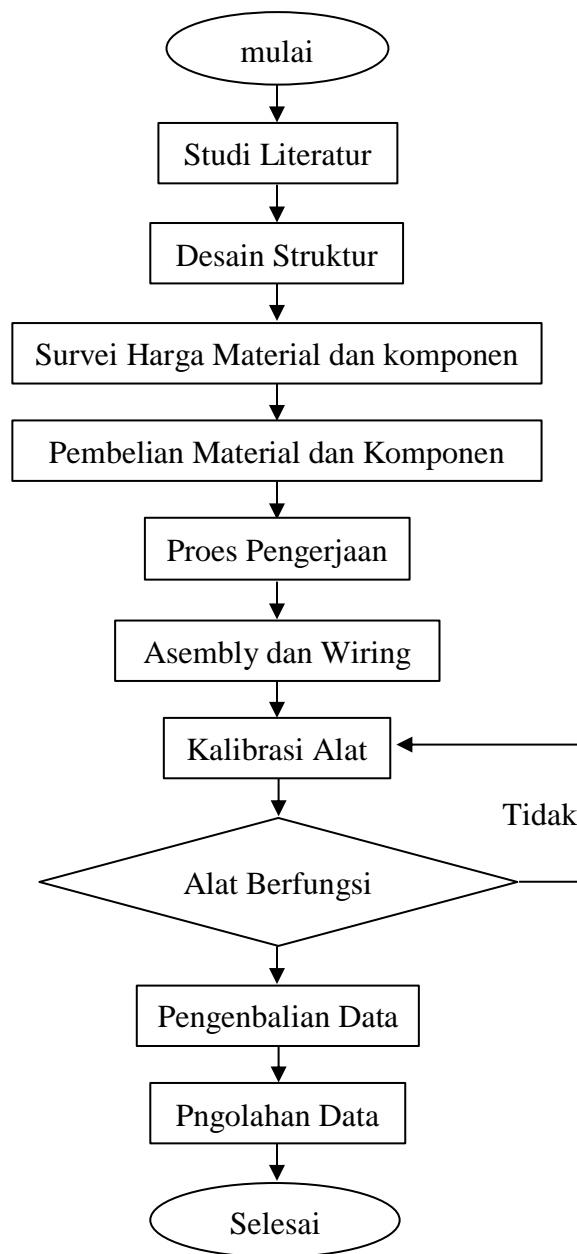 mulai
Studi Literatur
Desain Struktur
Survei Harga Material dan komponen
Pembelian Material dan Komponen
Proes Pengerjaan
Asembly dan Wiring
Kalibrasi Alat
Tidak
Alat Berfungsi
Pengenbalian Data
Pngolahan Data
Selesai